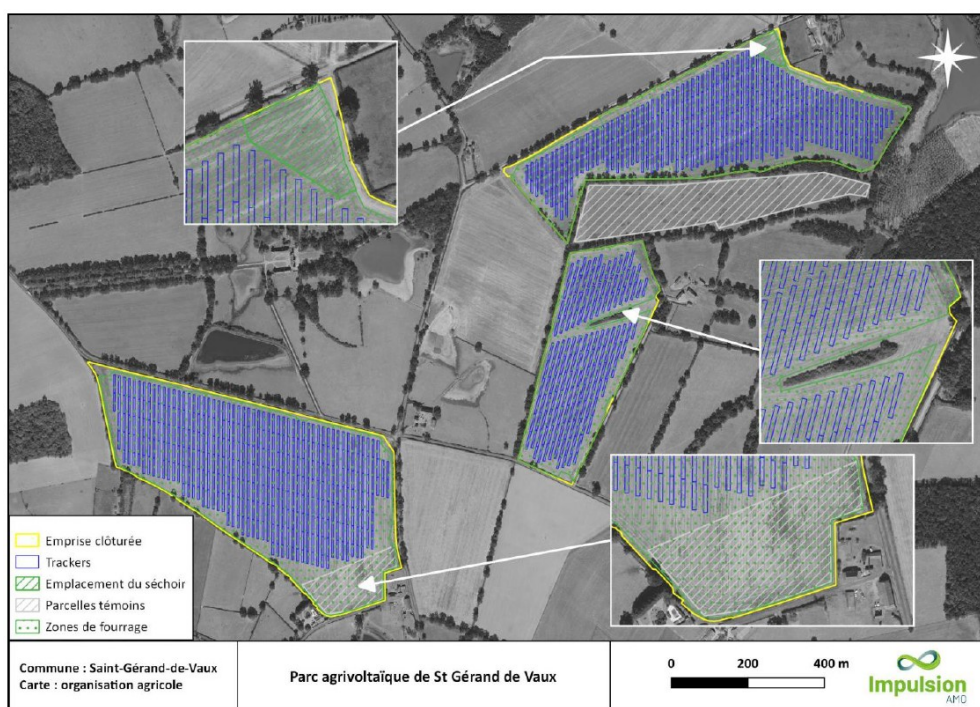 Emprise clôturée
Trackers
Emplacement du séchoir
Parcelles témoins
Zones de fourrage
Commune : Saint-Gérand-de-Vaux
Carte : organisation agricole
Parc agrivoltaïque de St Gérand de Vaux
0 200 400 m
Impulsion
AMO